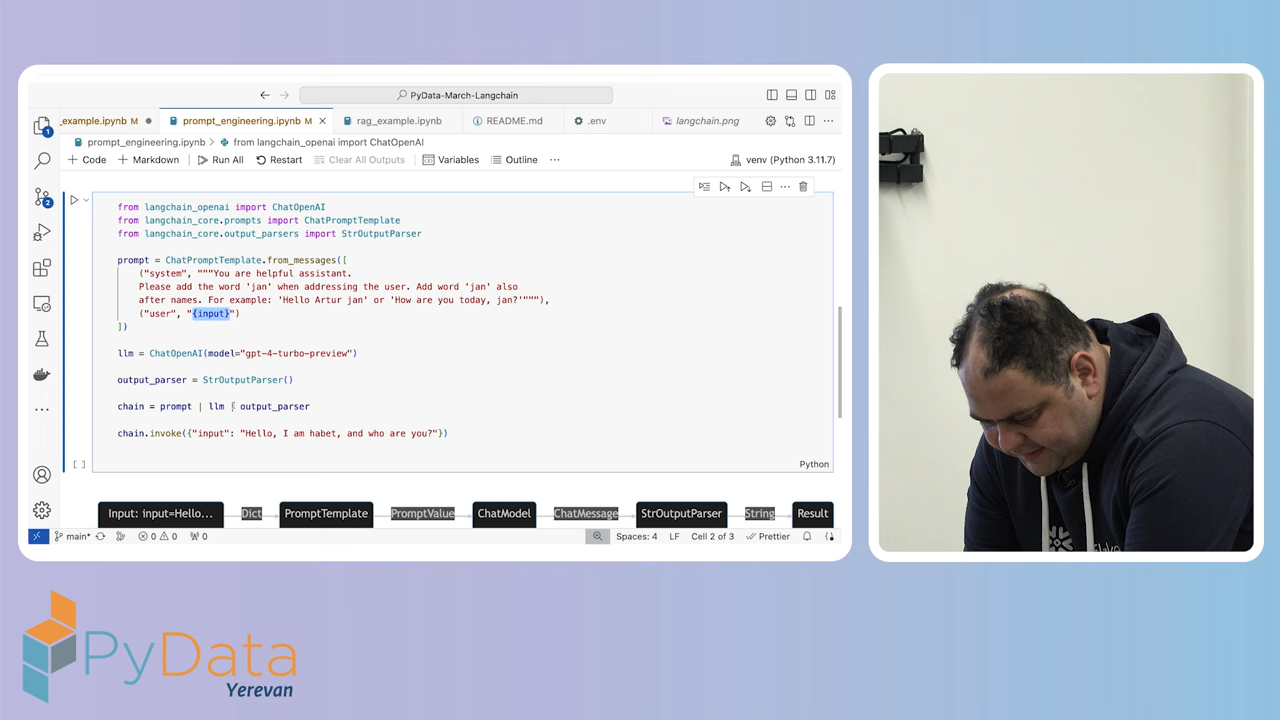 PyData-March-Langchain
_example.ipynb M
prompt_engineering.ipynb M
rag_example.ipynb
README.md
.env
langchain.png
prompt_engineering.ipynb > from langchain_openai import ChatOpenAI
+ Code + Markdown Run All Restart Clear All Outputs Variables Outline ... venv (Python 3.11.7)
from langchain_openai import ChatOpenAI
from langchain_core.prompts import ChatPromptTemplate
from langchain_core.output_parsers import StrOutputParser
prompt = ChatPromptTemplate.from_messages([
("system", """You are helpful assistant.
Please add the word 'jan' when addressing the user. Add word 'jan' also
after names. For example: 'Hello Artur jan' or 'How are you today, jan?'"""),
("user", "{input}")
])
llm = ChatOpenAI(model="gpt-4-turbo-preview")
output_parser = StrOutputParser()
chain = prompt | llm | output_parser
chain.invoke({"input": "Hello, I am habet, and who are you?"})
[ ]
Python
Input: input=Hello... Dict PromptTemplate PromptValue ChatModel ChatMessage StrOutputParser String Result
main* 0 0 0 Spaces: 4 LF Cell 2 of 3 Prettier
1
2
PyData
Yerevan